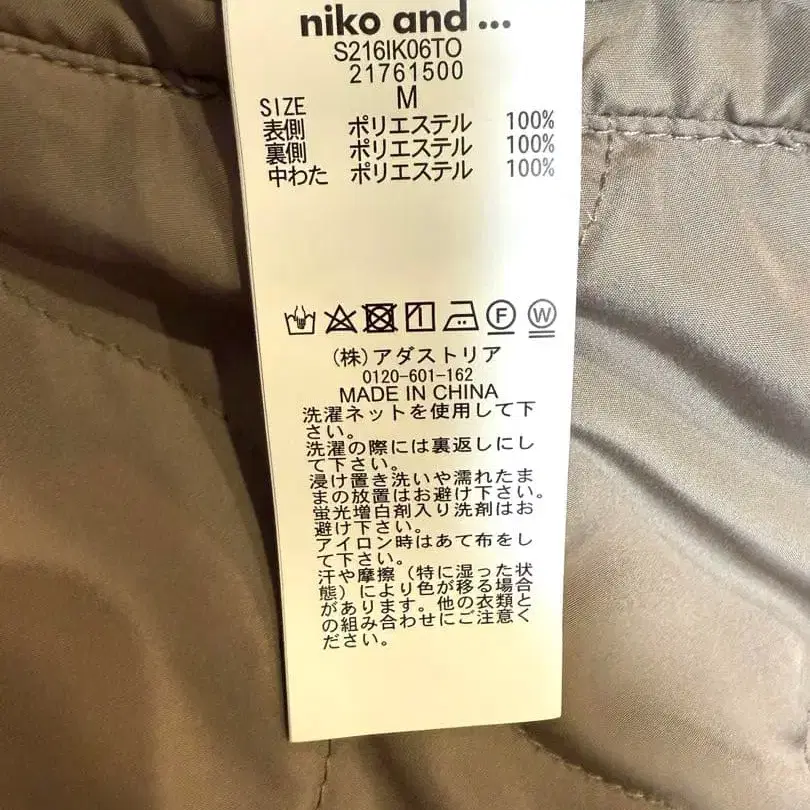 niko and ...
S216IK06TO
21761500
SIZE M
表側 ポリエステル 100%
裏側 ポリエステル 100%
中わた ポリエステル 100%
F W
(株)アダストリア
0120-601-162
MADE IN CHINA
洗濯ネットを使用して下
さい。
洗濯の際には裏返しにし
て下さい。
浸け置き洗いや濡れたま
まの放置はお避け下さい。
蛍光増白剤入り洗剤はお
避け下さい。
アイロン時はあて布をし
て下さい。
汗や摩擦(特に湿った状
態)により色が移る場合
があります。他の衣類と
の組み合わせにご注意く
ださい。